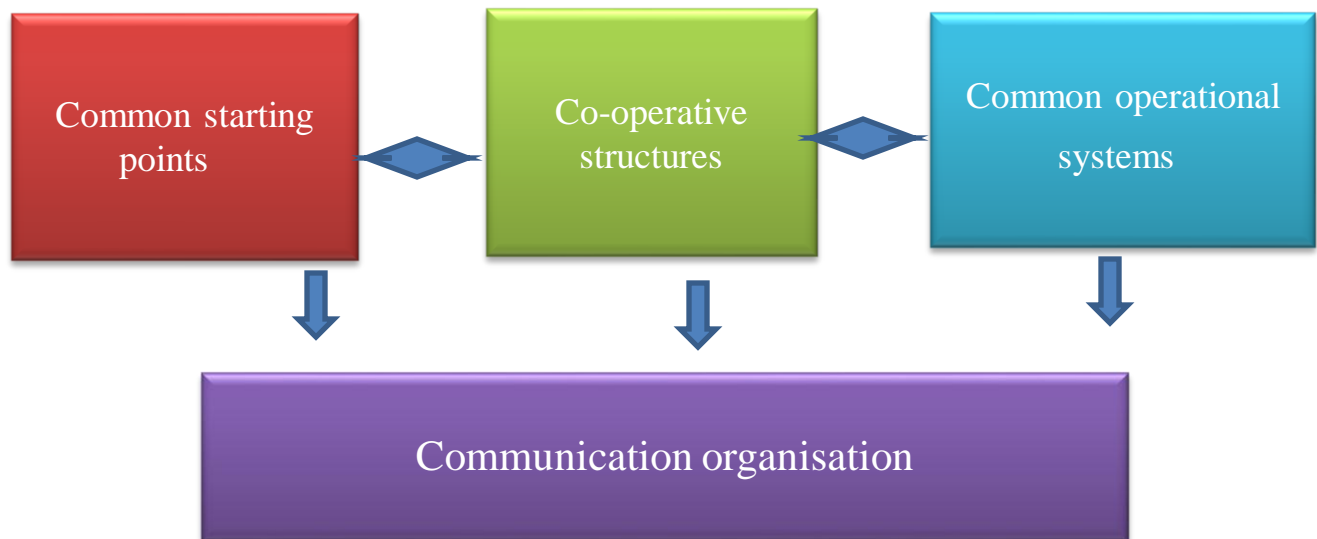 Common starting
points
Co-operative
structures
Common operational
systems
Communication organisation